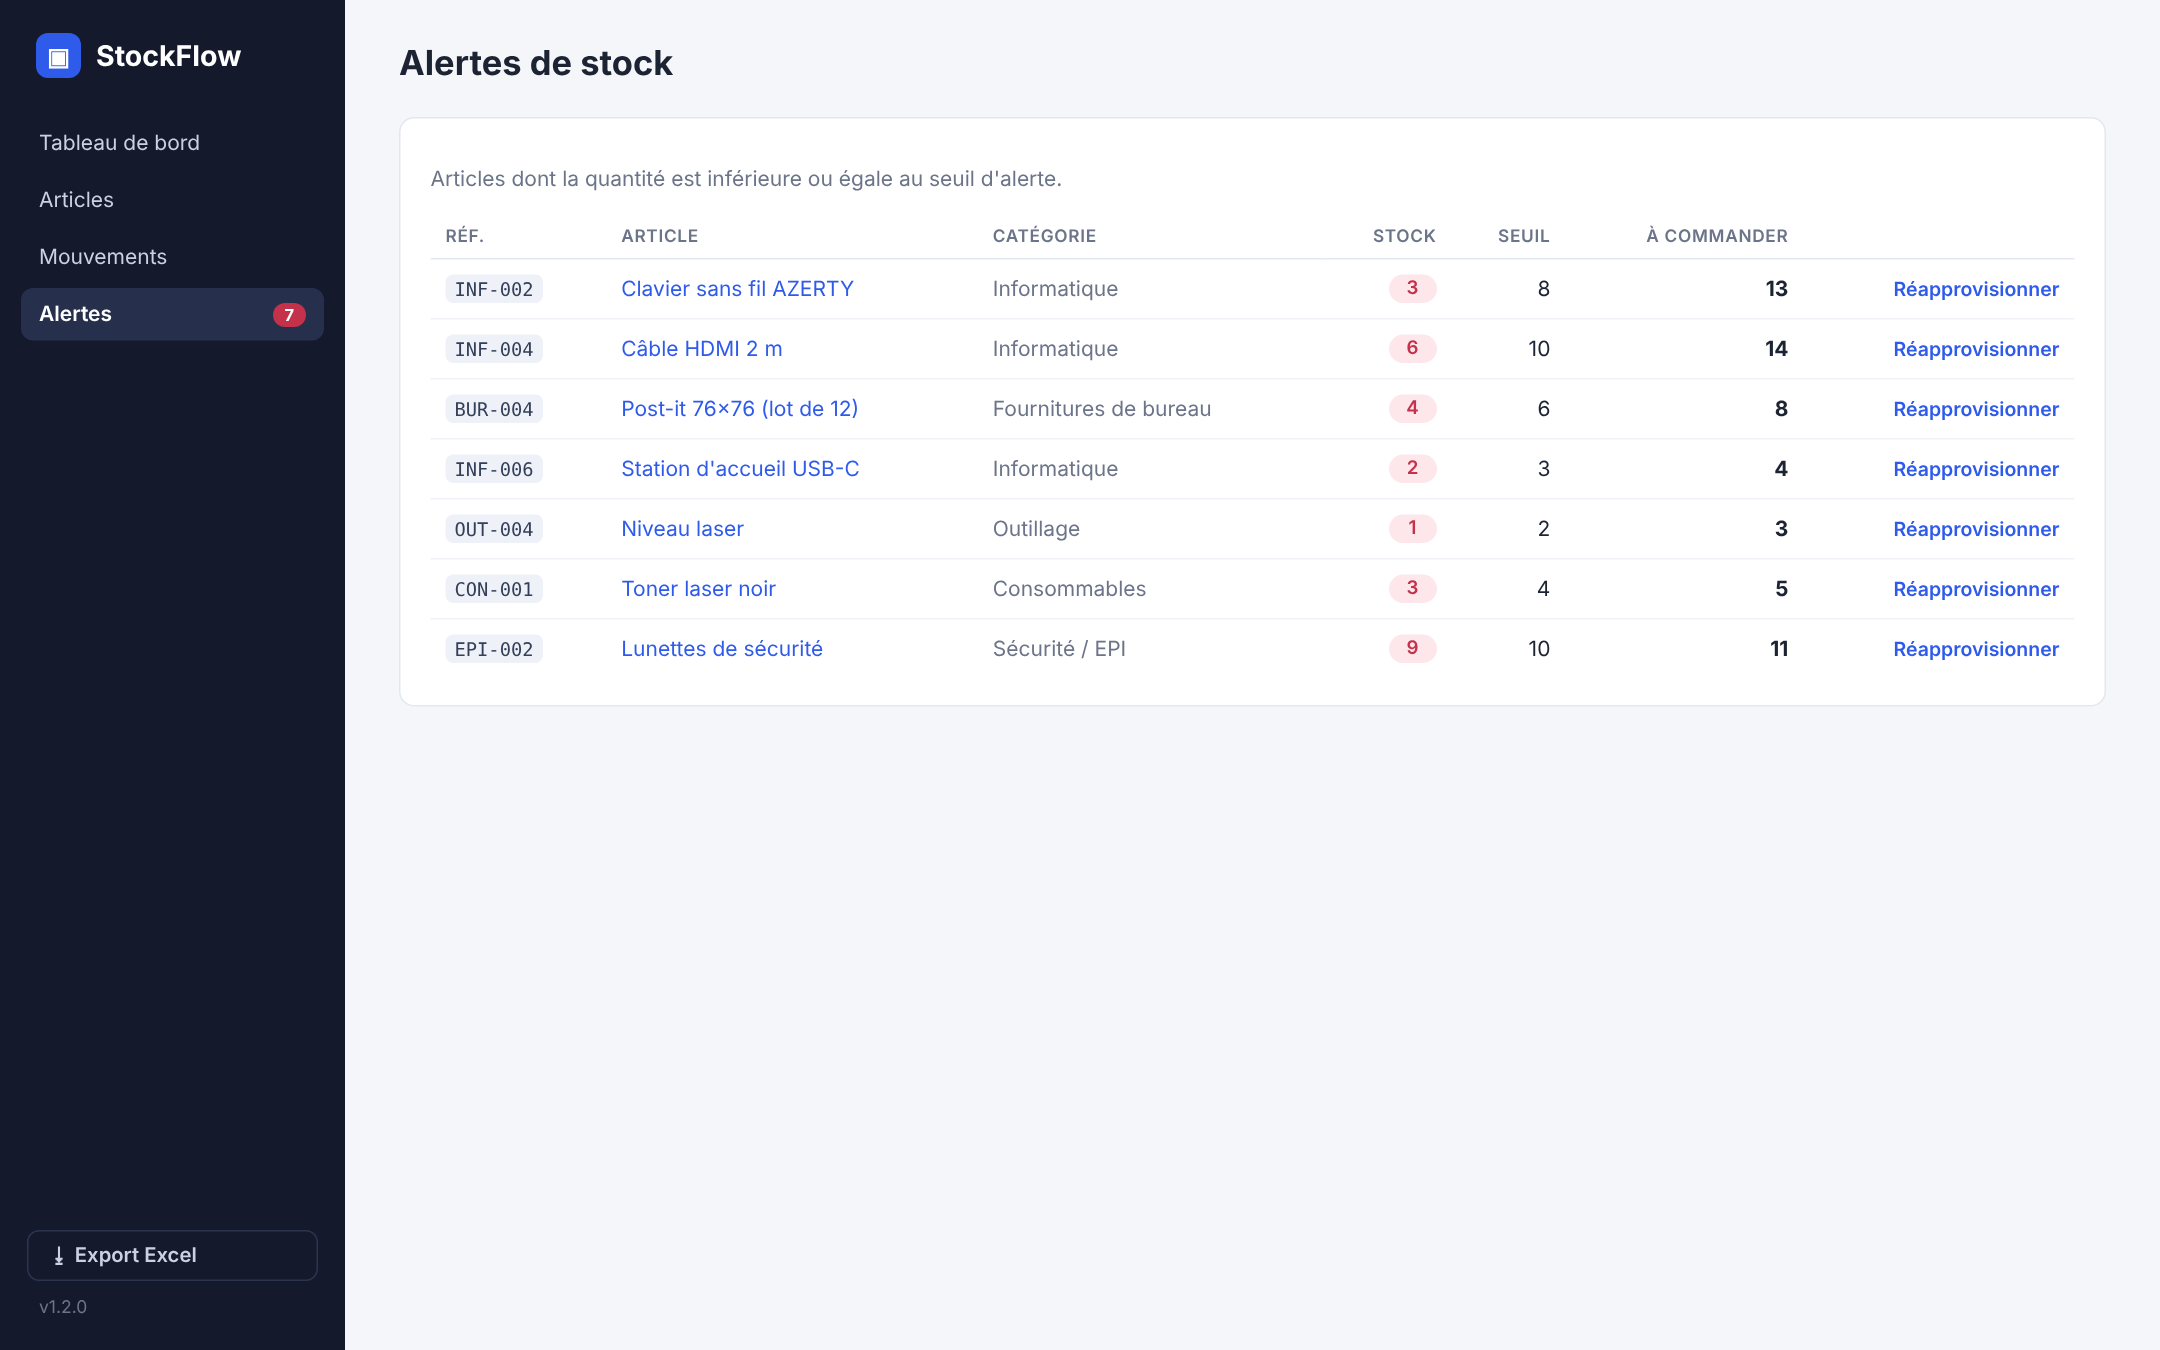 StockFlow
Tableau de bord
Articles
Mouvements
Alertes 7
Export Excel
v1.2.0
Alertes de stock
Articles dont la quantité est inférieure ou égale au seuil d'alerte.
RÉF. ARTICLE CATÉGORIE STOCK SEUIL À COMMANDER
INF-002 Clavier sans fil AZERTY Informatique 3 8 13 Réapprovisionner
INF-004 Câble HDMI 2 m Informatique 6 10 14 Réapprovisionner
BUR-004 Post-it 76×76 (lot de 12) Fournitures de bureau 4 6 8 Réapprovisionner
INF-006 Station d'accueil USB-C Informatique 2 3 4 Réapprovisionner
OUT-004 Niveau laser Outillage 1 2 3 Réapprovisionner
CON-001 Toner laser noir Consommables 3 4 5 Réapprovisionner
EPI-002 Lunettes de sécurité Sécurité / EPI 9 10 11 Réapprovisionner